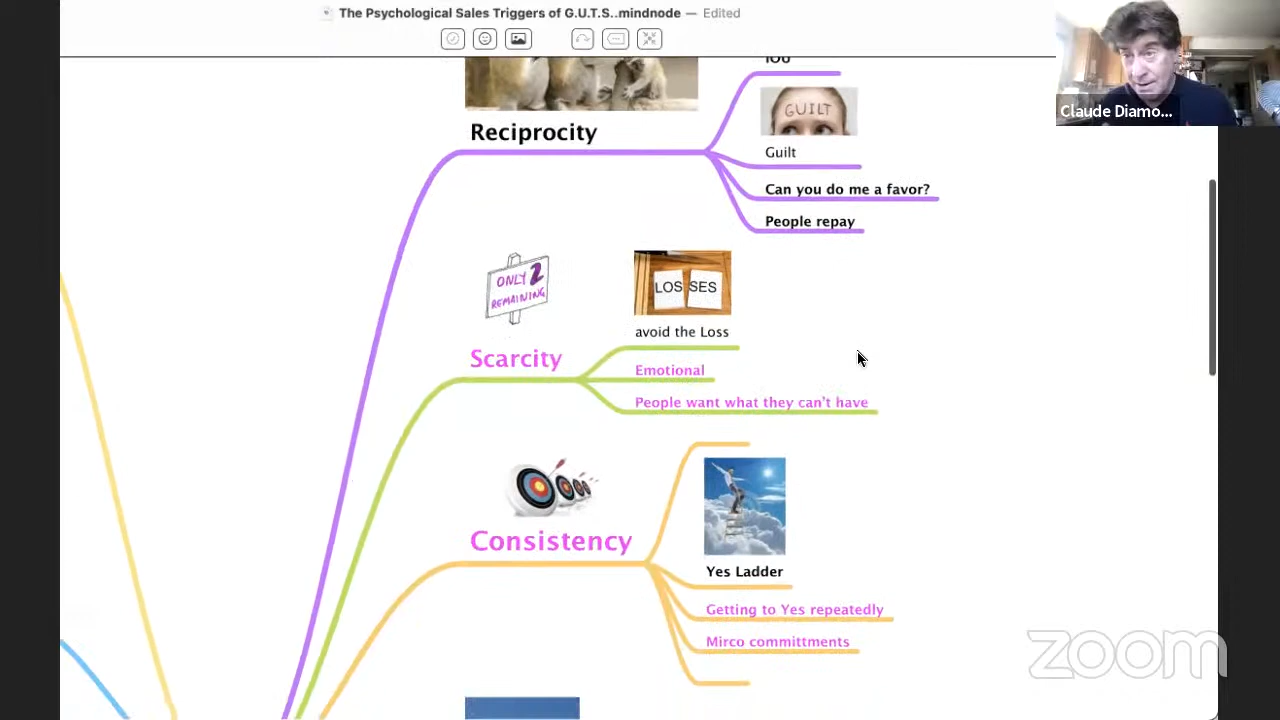 The Psychological Sales Triggers of G.U.T.S..mindnode — Edited
Claude Diamo...
IOU
GUILT
Reciprocity
Guilt
Can you do me a favor?
People repay
ONLY 2
REMAINING
LOSSES
avoid the Loss
Scarcity
Emotional
People want what they can't have
Consistency
Yes Ladder
Getting to Yes repeatedly
Mirco committments
zoom